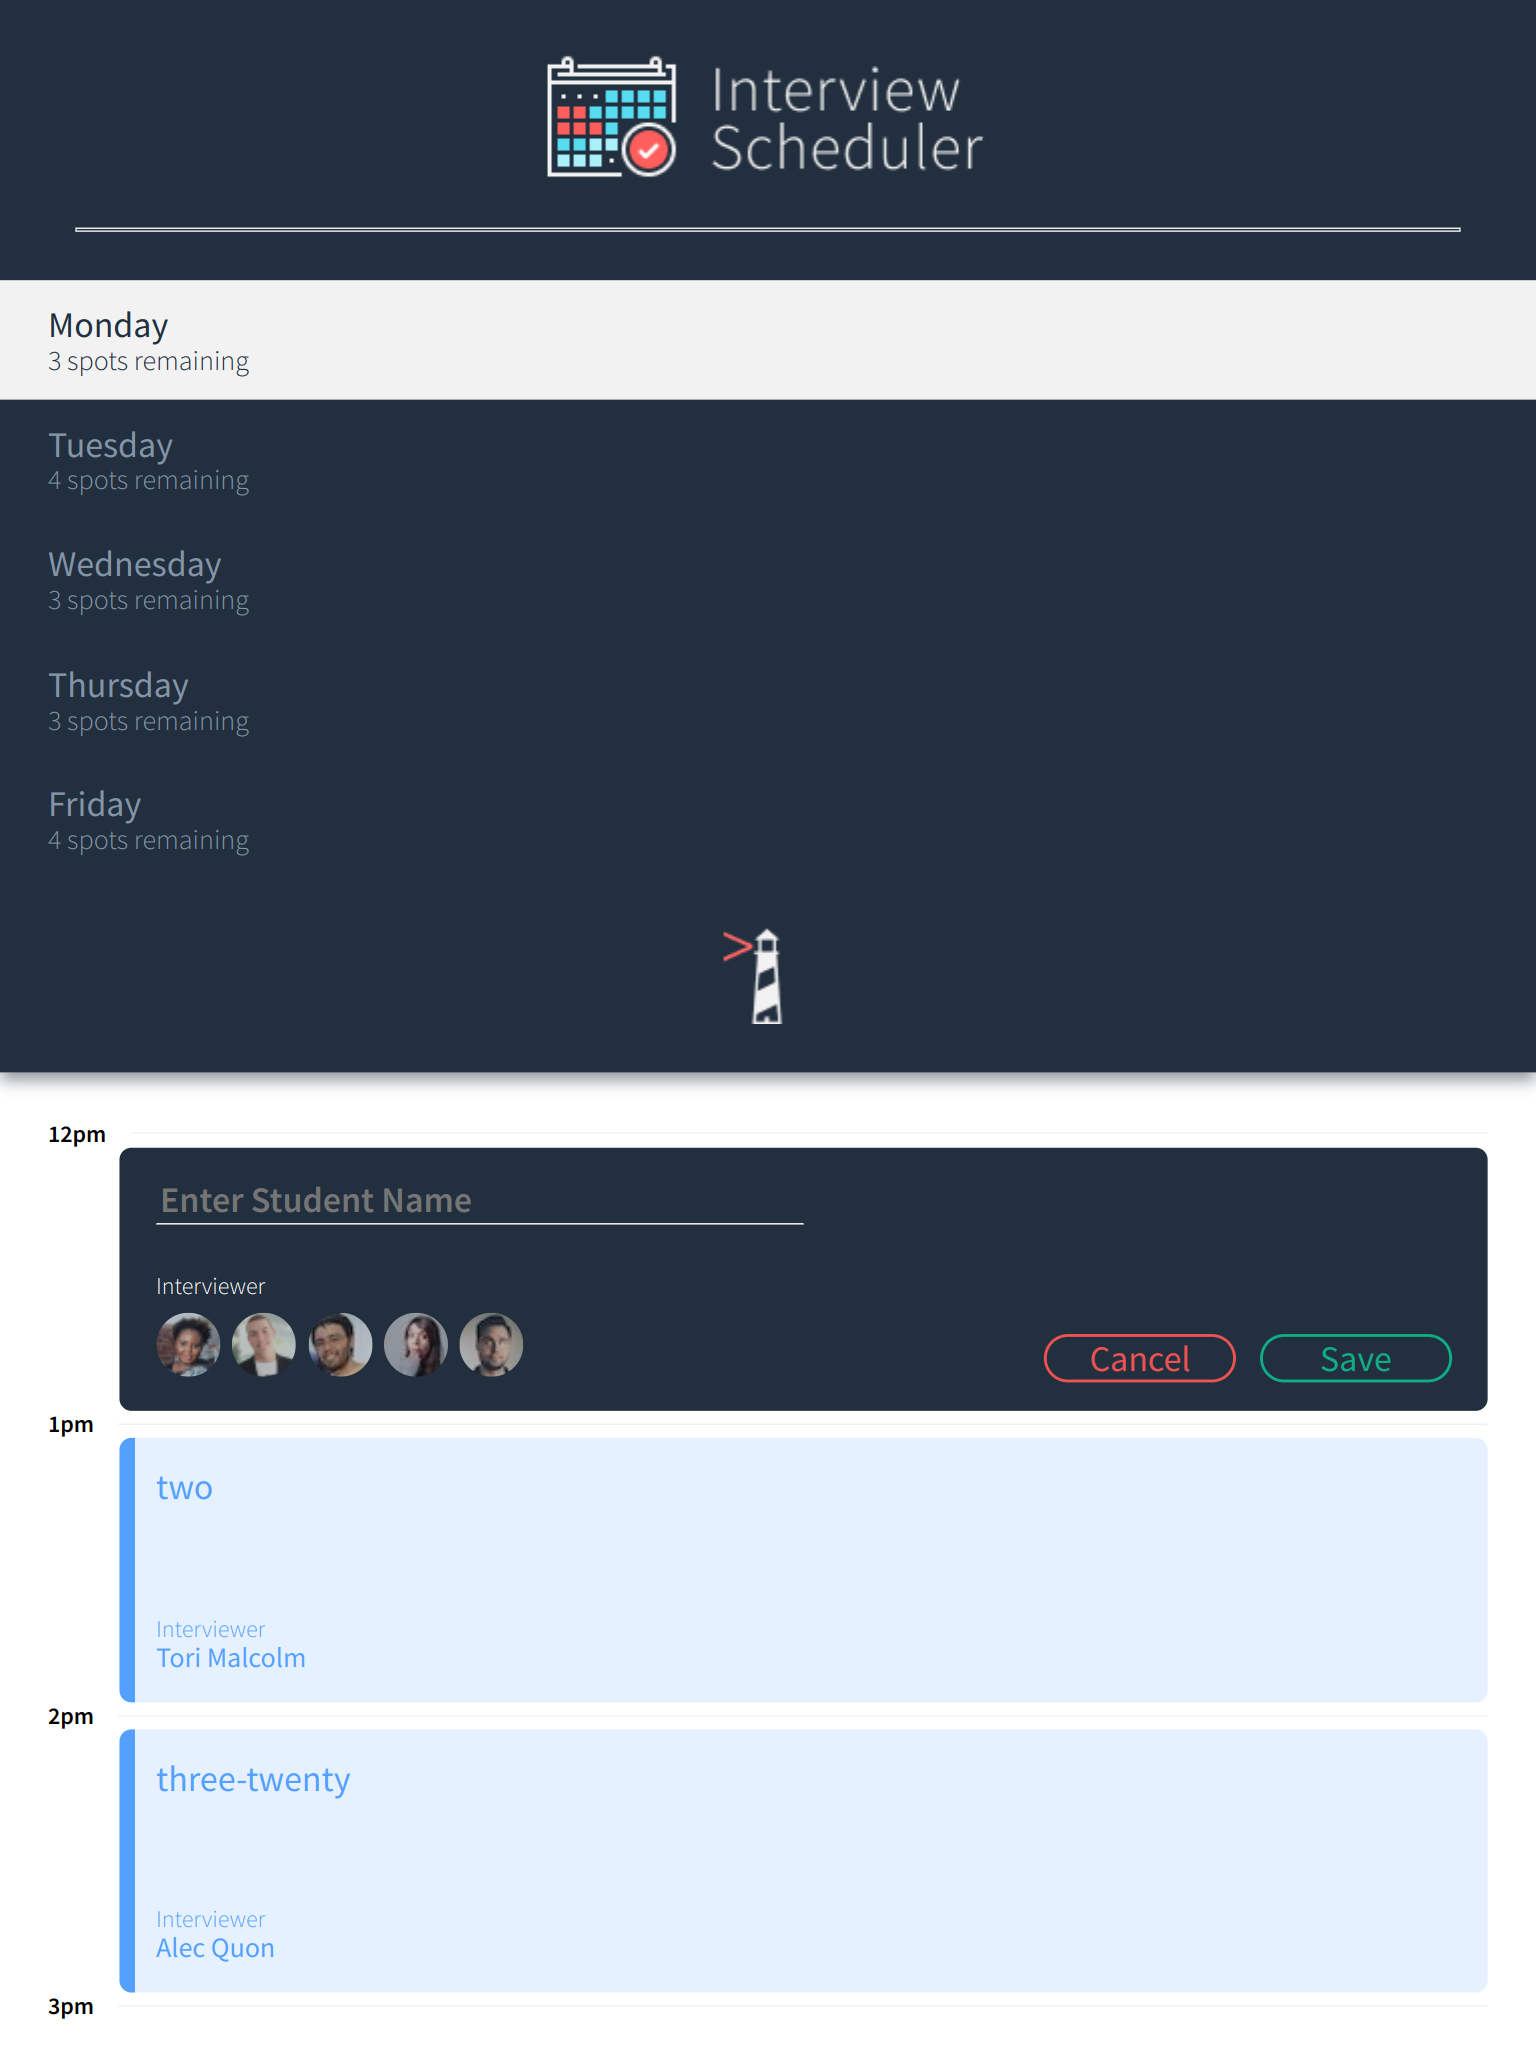 Interview
Scheduler
Monday
3 spots remaining
Tuesday
4 spots remaining
Wednesday
3 spots remaining
Thursday
3 spots remaining
Friday
4 spots remaining
>
12pm
Enter Student Name
Interviewer
Cancel
Save
1pm
two
Interviewer
Tori Malcolm
2pm
three-twenty
Interviewer
Alec Quon
3pm